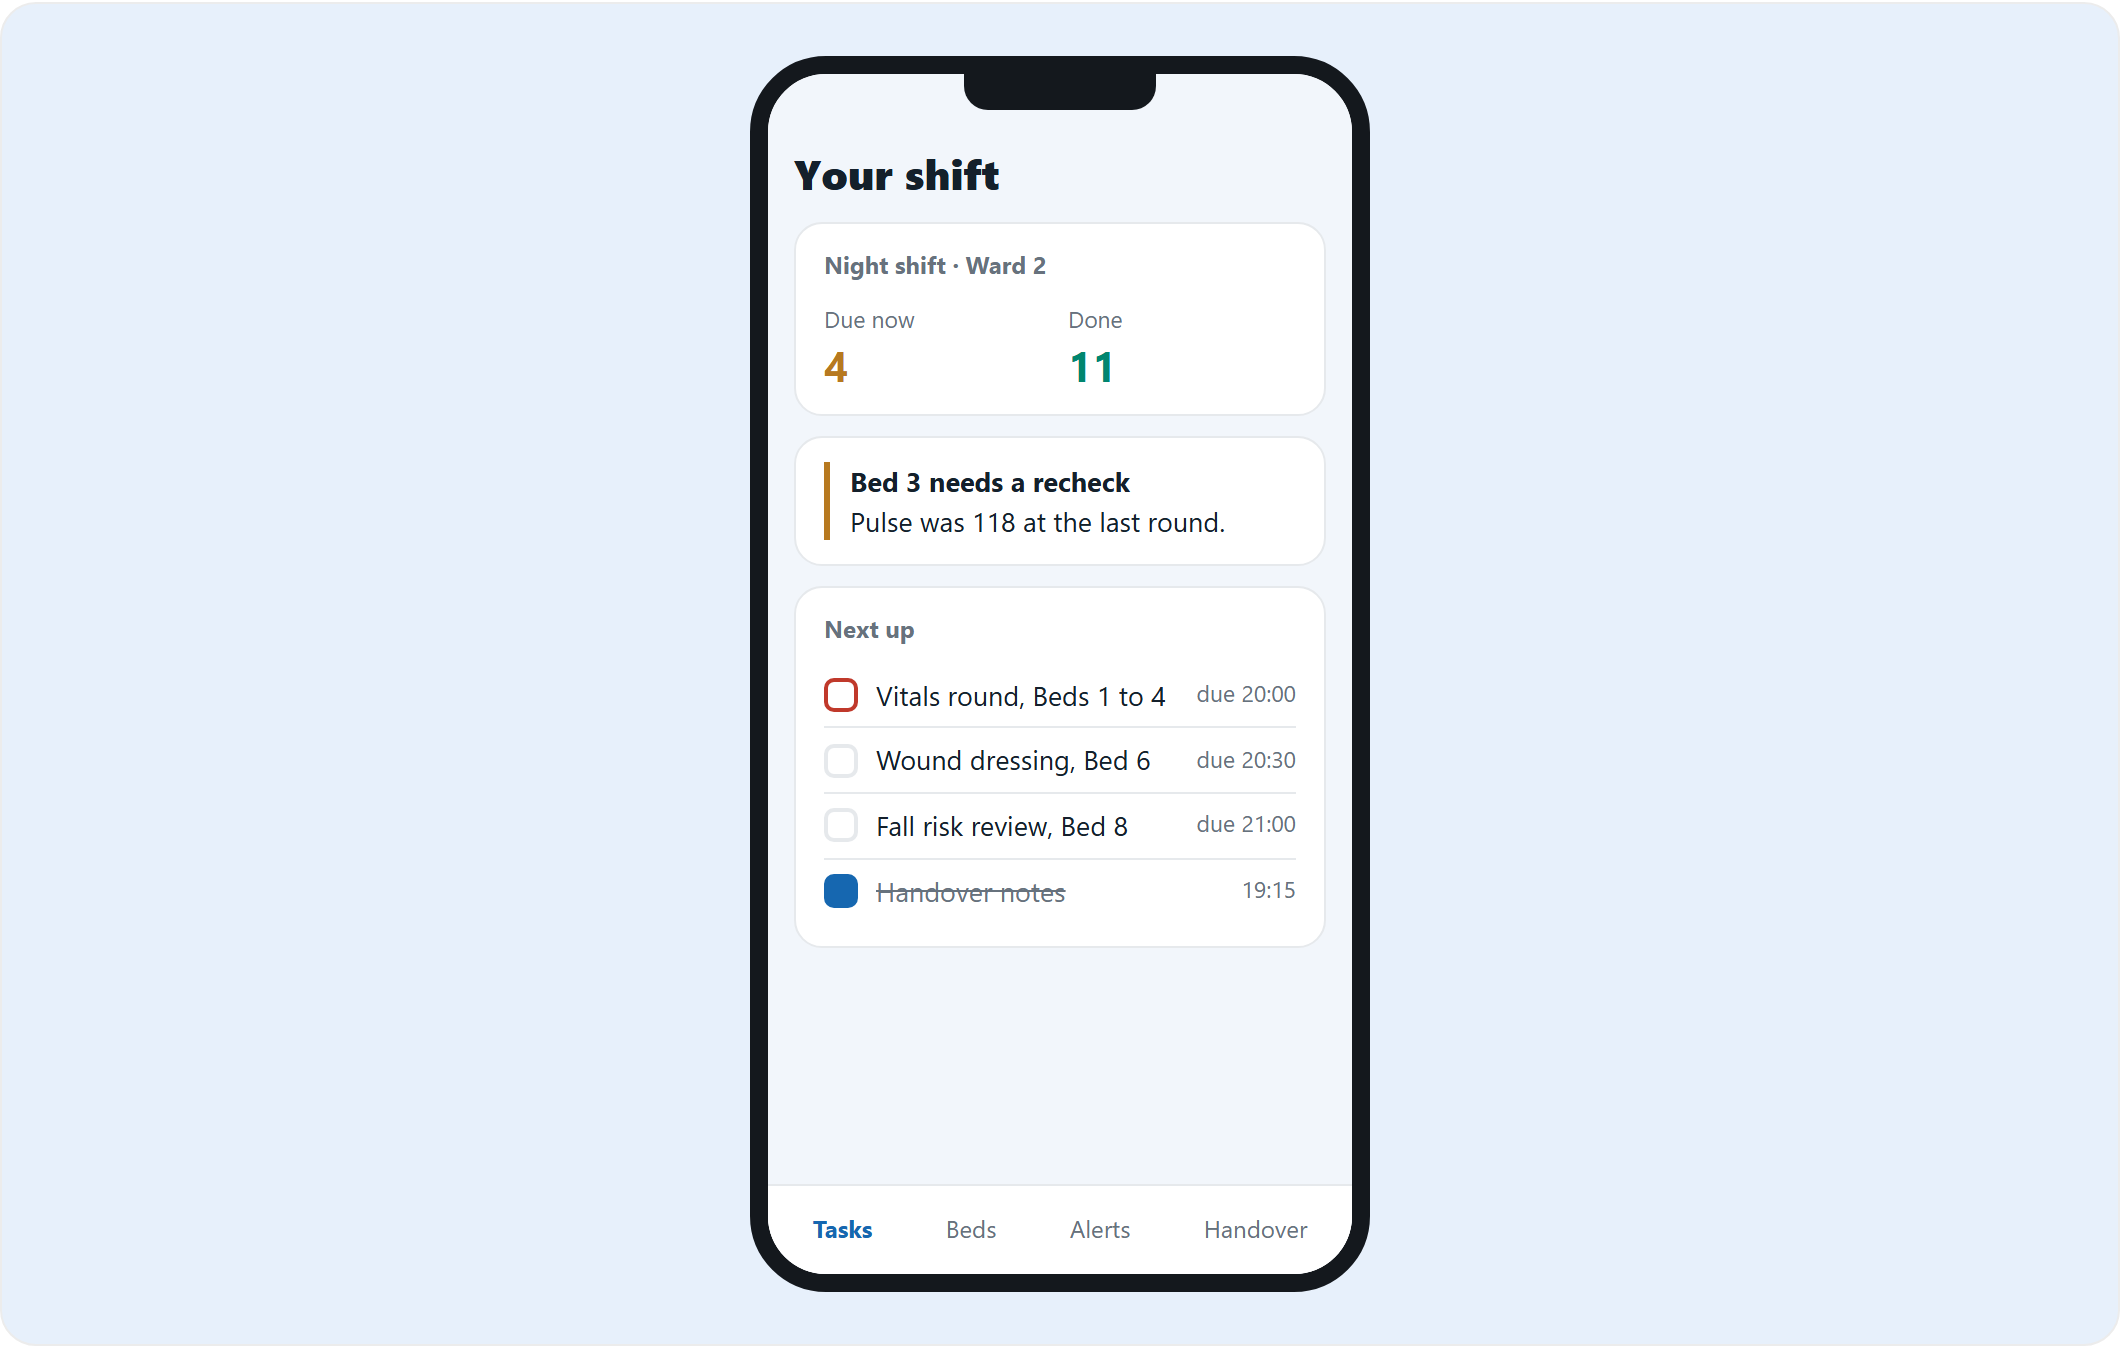 Your shift
Night shift · Ward 2
Due now Done
4 11
Bed 3 needs a recheck
Pulse was 118 at the last round.
Next up
Vitals round, Beds 1 to 4 due 20:00
Wound dressing, Bed 6 due 20:30
Fall risk review, Bed 8 due 21:00
Handover notes 19:15
Tasks Beds Alerts Handover